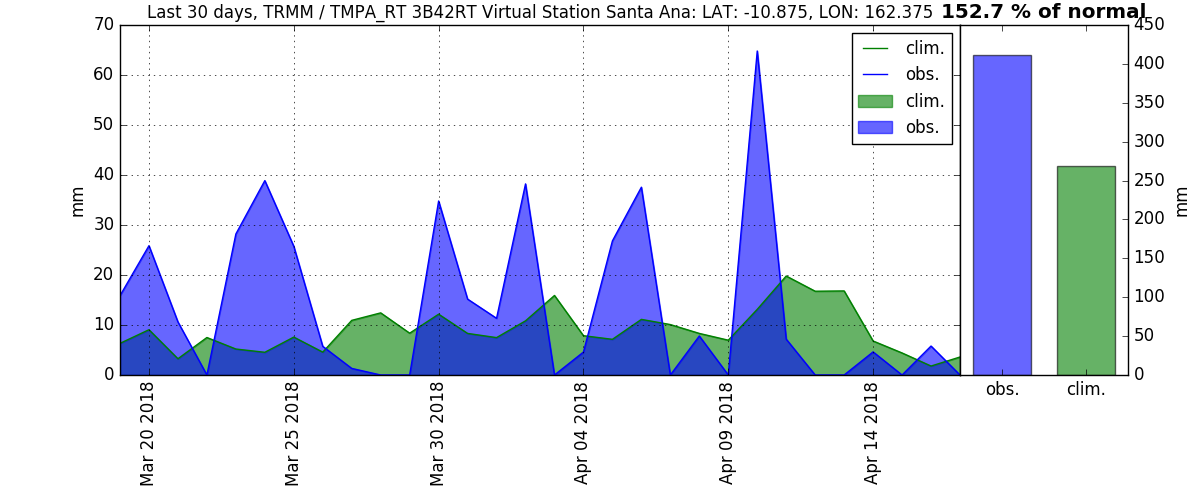 Last 30 days, TRMM / TMPA_RT 3B42RT Virtual Station Santa Ana: LAT: -10.875, LON: 162.375 152.7 % of normal
70
60
50
40
30
20
10
0
mm
clim.
obs.
clim.
obs.
Mar 20 2018
Mar 25 2018
Mar 30 2018
Apr 04 2018
Apr 09 2018
Apr 14 2018
450
400
350
300
250
200
150
100
50
0
mm
obs. clim.